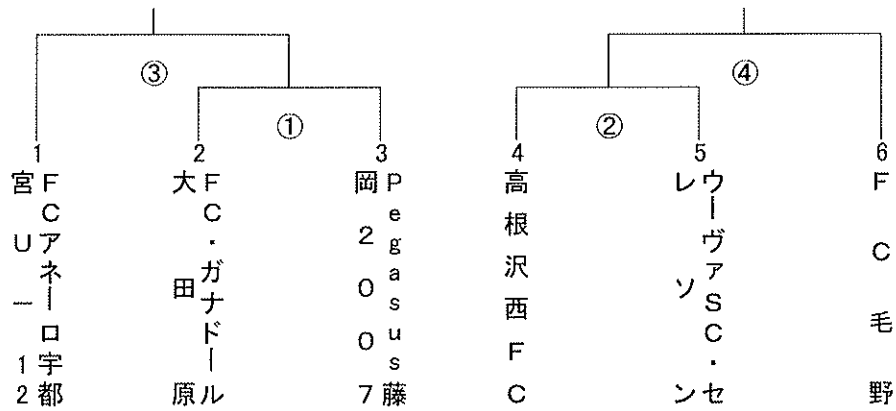 ③
④
①
②
1
2
3
4
5
6
FCアネーロ宇都
宮U－12
FC・ガナドール
大田原
Pegasus藤
岡2007
高根沢西FC
ウーヴァSC・セ
レソン
FC毛野